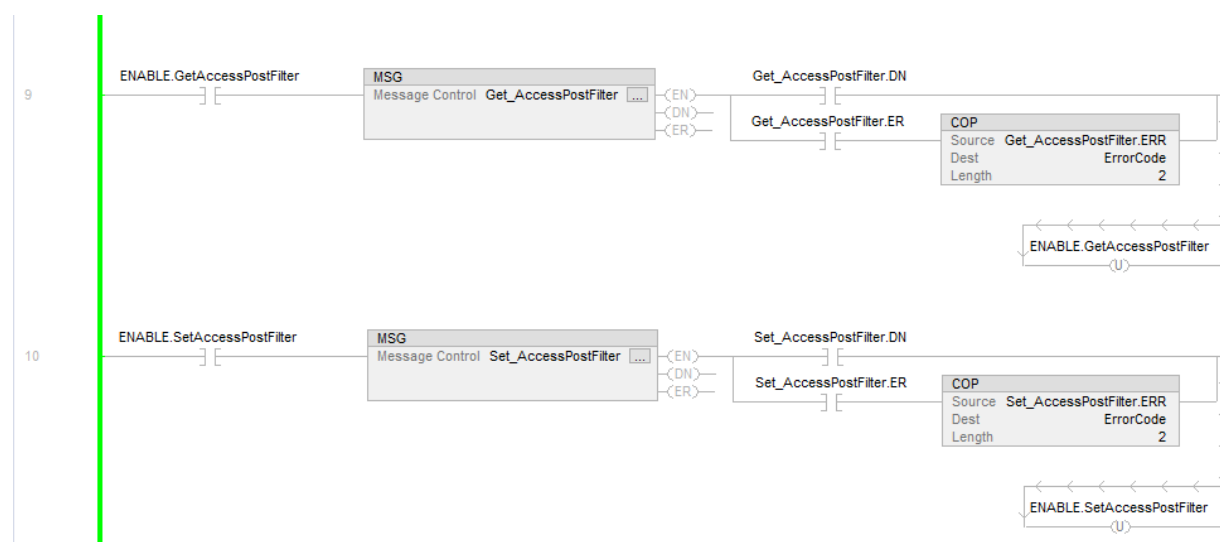 ENABLE.GetAccessPostFilter
MSG
Get_AccessPostFilter.DN
9
Message Control Get_AccessPostFilter ...
(EN)
(DN)
(ER)
Get_AccessPostFilter.ER
COP
Source Get_AccessPostFilter.ERR
Dest ErrorCode
Length 2
ENABLE.GetAccessPostFilter
(U)
ENABLE.SetAccessPostFilter
MSG
Set_AccessPostFilter.DN
10
Message Control Set_AccessPostFilter ...
(EN)
(DN)
(ER)
Set_AccessPostFilter.ER
COP
Source Set_AccessPostFilter.ERR
Dest ErrorCode
Length 2
ENABLE.SetAccessPostFilter
(U)